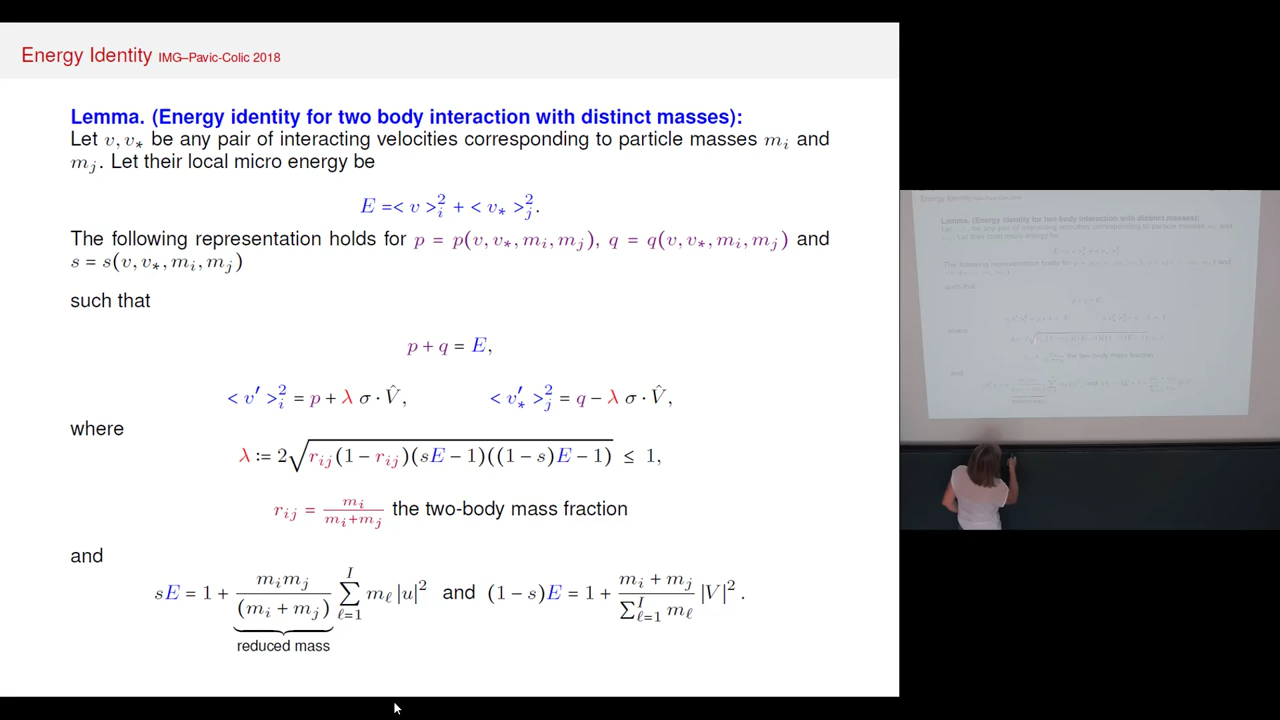 Energy Identity IMG–Pavic-Colic 2018
Lemma. (Energy identity for two body interaction with distinct masses):
Let v, v_* be any pair of interacting velocities corresponding to particle masses m_i and
m_j. Let their local micro energy be
E =< v >_i^2 + < v_* >_j^2.
The following representation holds for p = p(v, v_*, m_i, m_j), q = q(v, v_*, m_i, m_j) and
s = s(v, v_*, m_i, m_j)
such that
p + q = E,
< v′ >_i^2 = p + λ σ · V̂,   < v′_* >_j^2 = q − λ σ · V̂,
where
λ := 2√(r_ij(1 − r_ij)(sE − 1)((1 − s)E − 1)) ≤ 1,
r_ij = m_i/(m_i+m_j) the two-body mass fraction
and
sE = 1 + m_i m_j/(m_i + m_j) ∑_{ℓ=1}^I m_ℓ |u|^2 and (1 − s)E = 1 + (m_i + m_j)/(∑_{ℓ=1}^I m_ℓ) |V|^2.
reduced mass